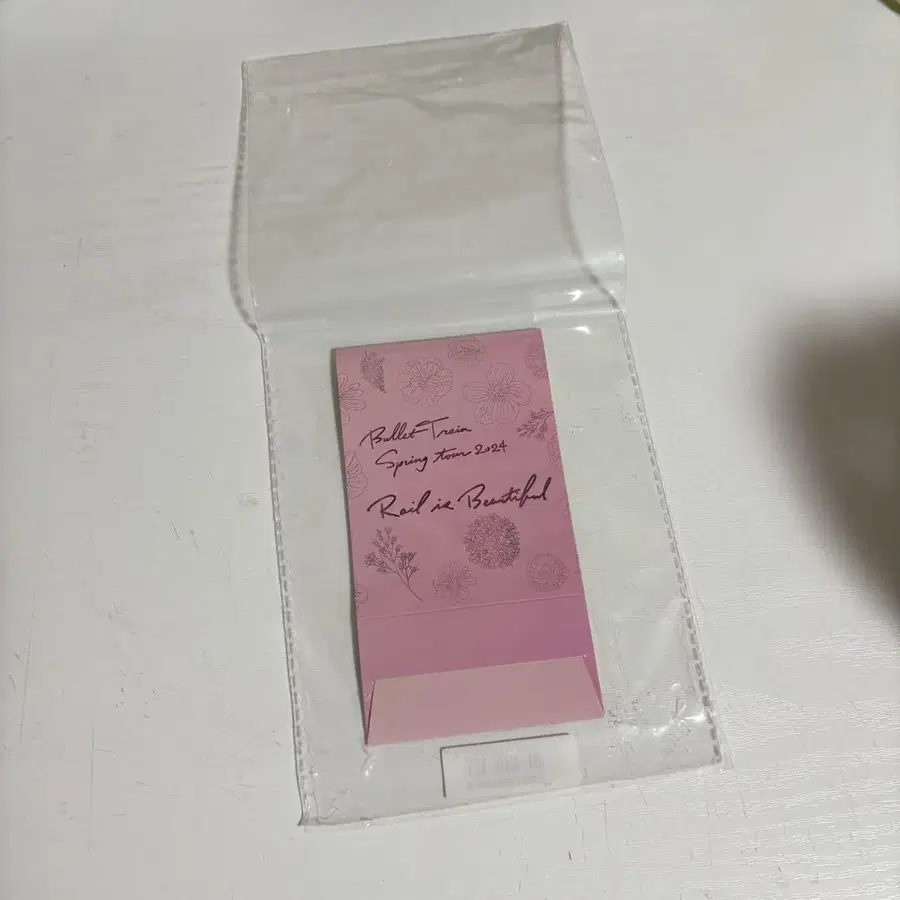 Bullet Train
Spring tour 2024
Rail is Beautiful